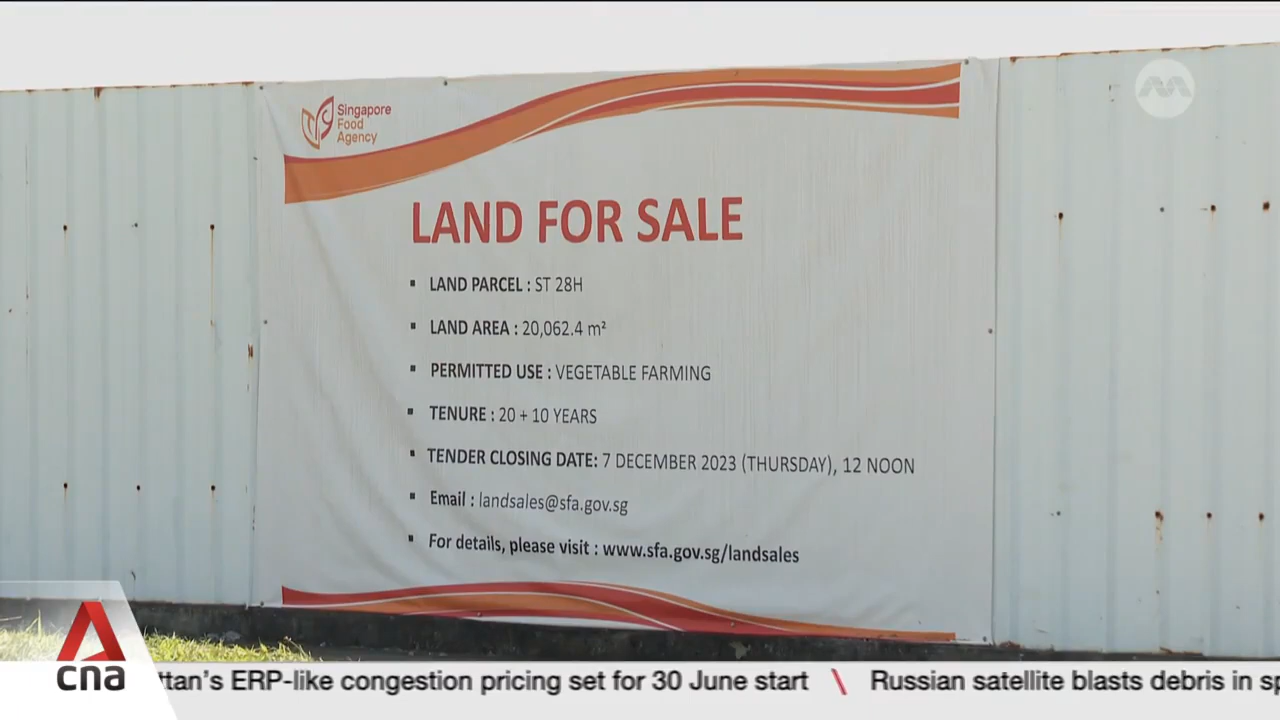 Singapore
Food
Agency
LAND FOR SALE
▪ LAND PARCEL : ST 28H
▪ LAND AREA : 20,062.4 m²
▪ PERMITTED USE : VEGETABLE FARMING
▪ TENURE : 20 + 10 YEARS
▪ TENDER CLOSING DATE: 7 DECEMBER 2023 (THURSDAY), 12 NOON
▪ Email : landsales@sfa.gov.sg
▪ For details, please visit : www.sfa.gov.sg/landsales
cna
ttan's ERP-like congestion pricing set for 30 June start \ Russian satellite blasts debris in sp